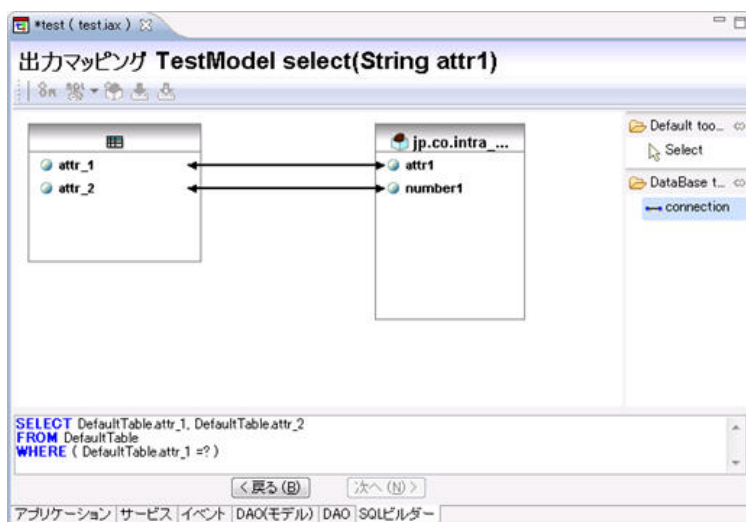 *test ( test.iax )
出力マッピング TestModel select(String attr1)
SQL
jp.co.intra_...
attr_1
attr1
attr_2
number1
Default too...
Select
DataBase t...
connection
SELECT DefaultTable.attr_1, DefaultTable.attr_2
FROM DefaultTable
WHERE ( DefaultTable.attr_1 =? )
< 戻る (B)
次へ (N) >
アプリケーション サービス イベント DAO(モデル) DAO SQLビルダー